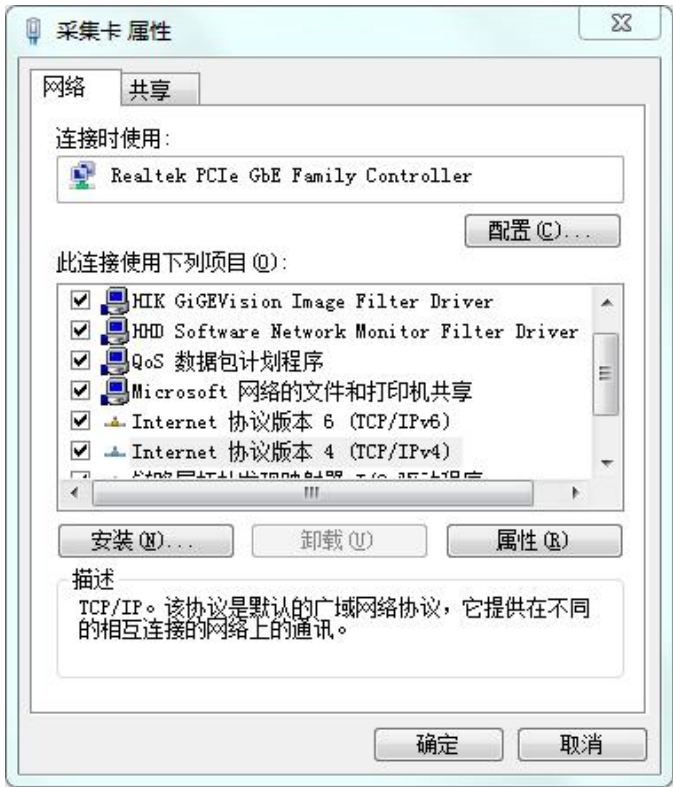 采集卡 属性
网络
共享
连接时使用:
Realtek PCIe GbE Family Controller
配置(C)...
此连接使用下列项目(O):
HIK GiGEVision Image Filter Driver
HHD Software Network Monitor Filter Driver
QoS 数据包计划程序
Microsoft 网络的文件和打印机共享
Internet 协议版本 6 (TCP/IPv6)
Internet 协议版本 4 (TCP/IPv4)
安装(N)...
卸载(U)
属性(R)
描述
TCP/IP。该协议是默认的广域网络协议，它提供在不同
的相互连接的网络上的通讯。
确定
取消